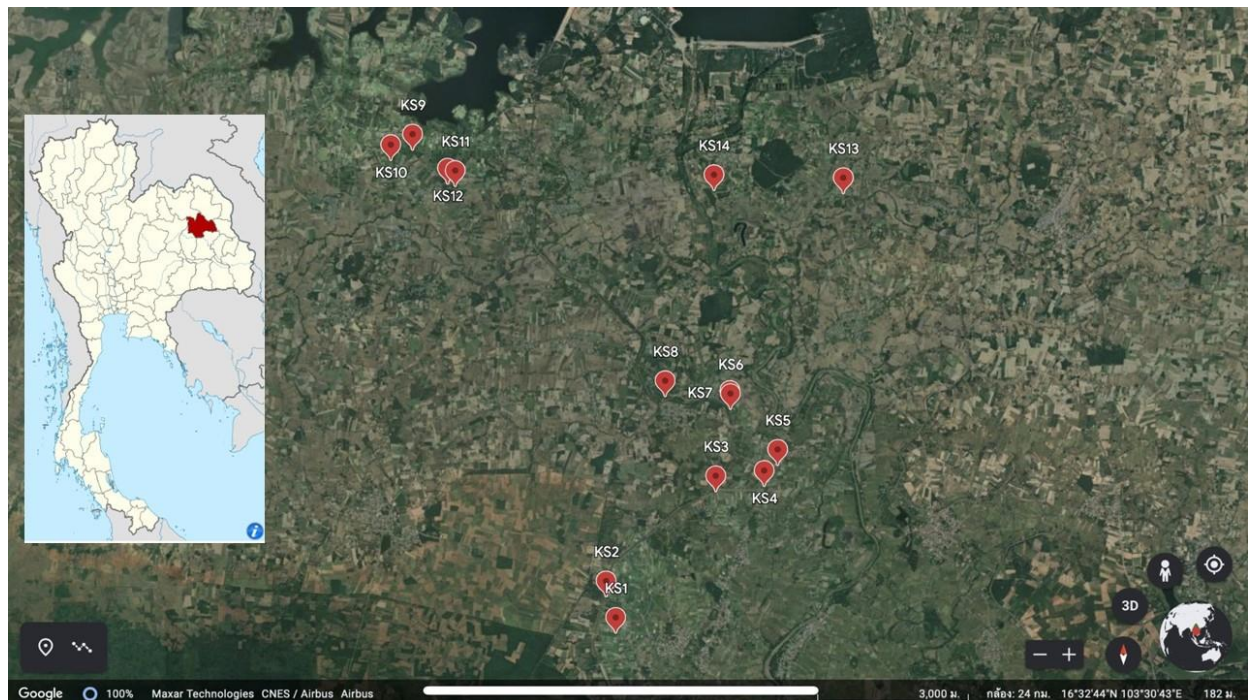 KS9
KS11
KS10
KS12
KS14
KS13
KS8
KS6
KS7
KS5
KS3
KS4
KS2
KS1
i
3D
Google 100% Maxar Technologies CNES / Airbus Airbus 3,000 ม. กล้อง: 24 กม. 16°32'44"N 103°30'43"E 182 ม.